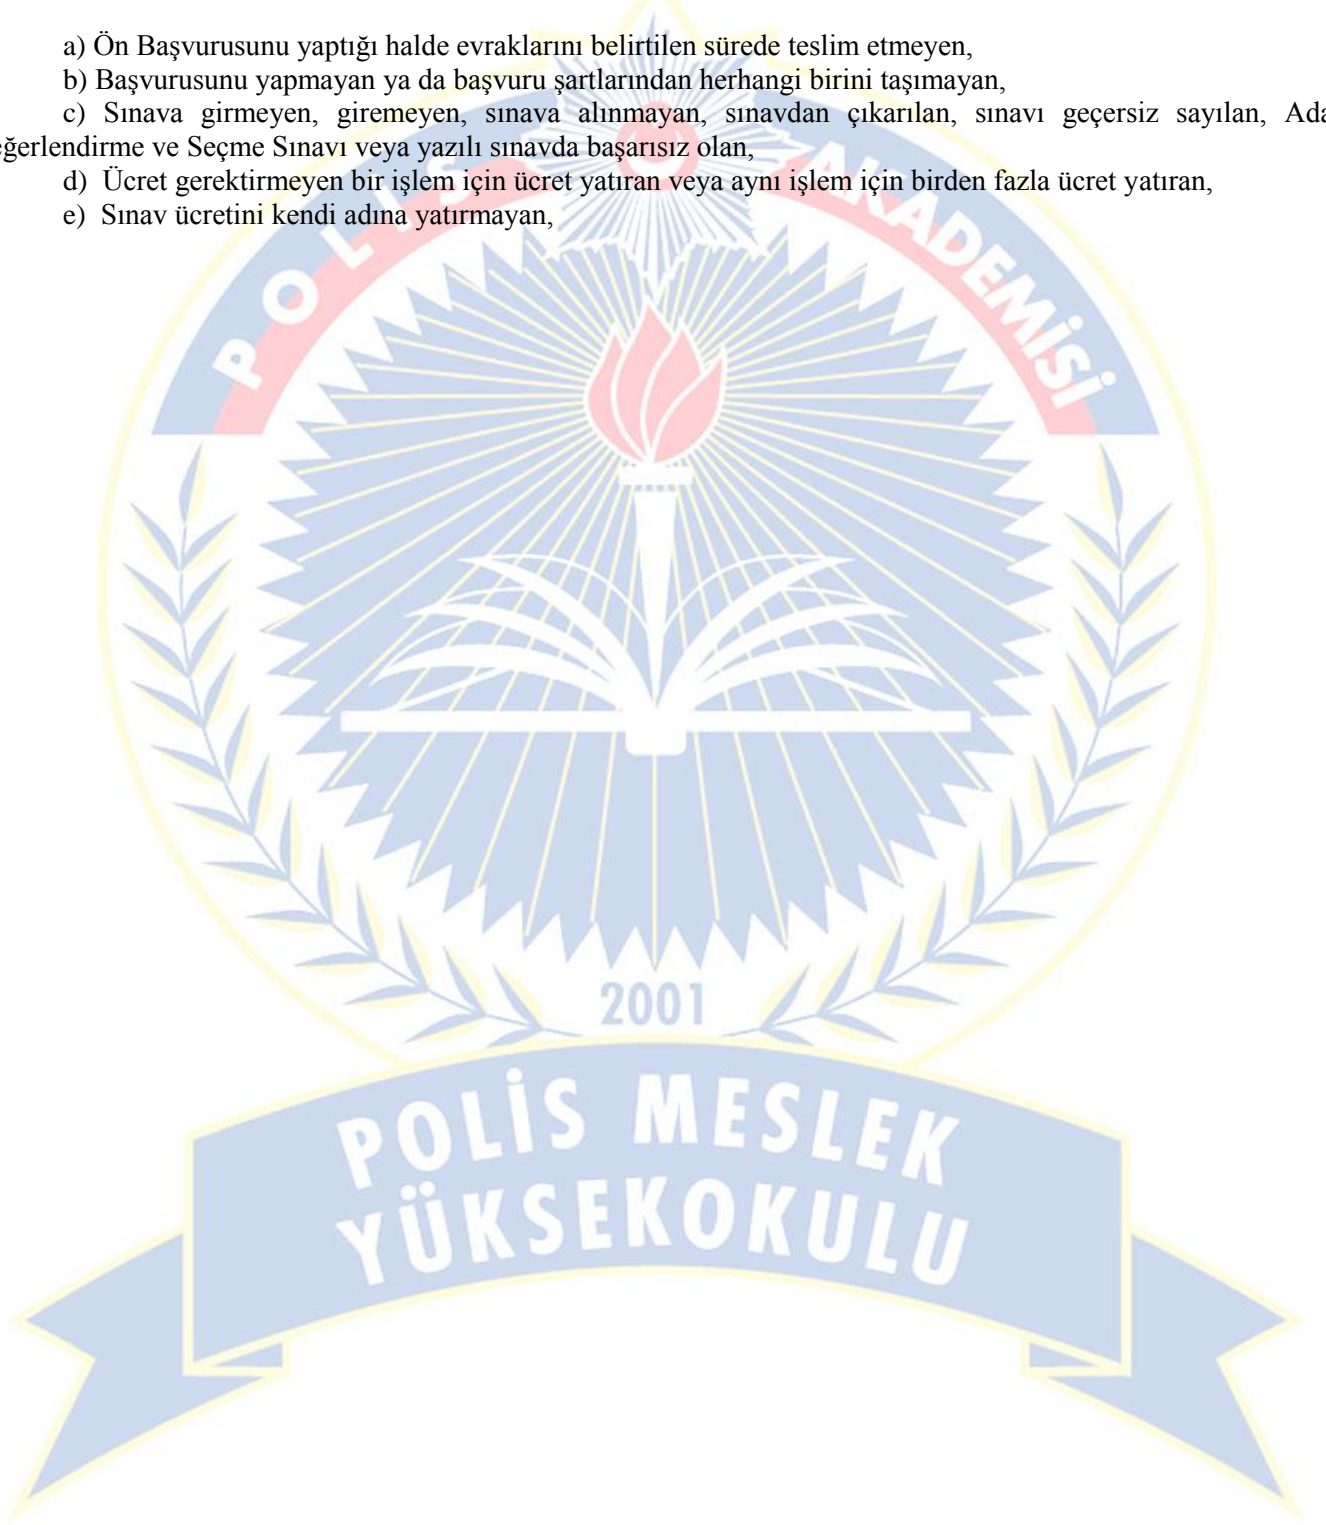 a) Ön Başvurusunu yaptığı halde evraklarını belirtilen sürede teslim etmeyen,
b) Başvurusunu yapmayan ya da başvuru şartlarından herhangi birini taşımayan,
c) Sınava girmeyen, giremeyen, sınava alınmayan, sınavdan çıkarılan, sınavı geçersiz sayılan, Ada
eğerlendirme ve Seçme Sınavı veya yazılı sınavda başarısız olan,
d) Ücret gerektirmeyen bir işlem için ücret yatıran veya aynı işlem için birden fazla ücret yatıran,
e) Sınav ücretini kendi adına yatırmayan,
POLİS AKADEMİSİ
2001
POLİS MESLEK
YÜKSEKOKULU